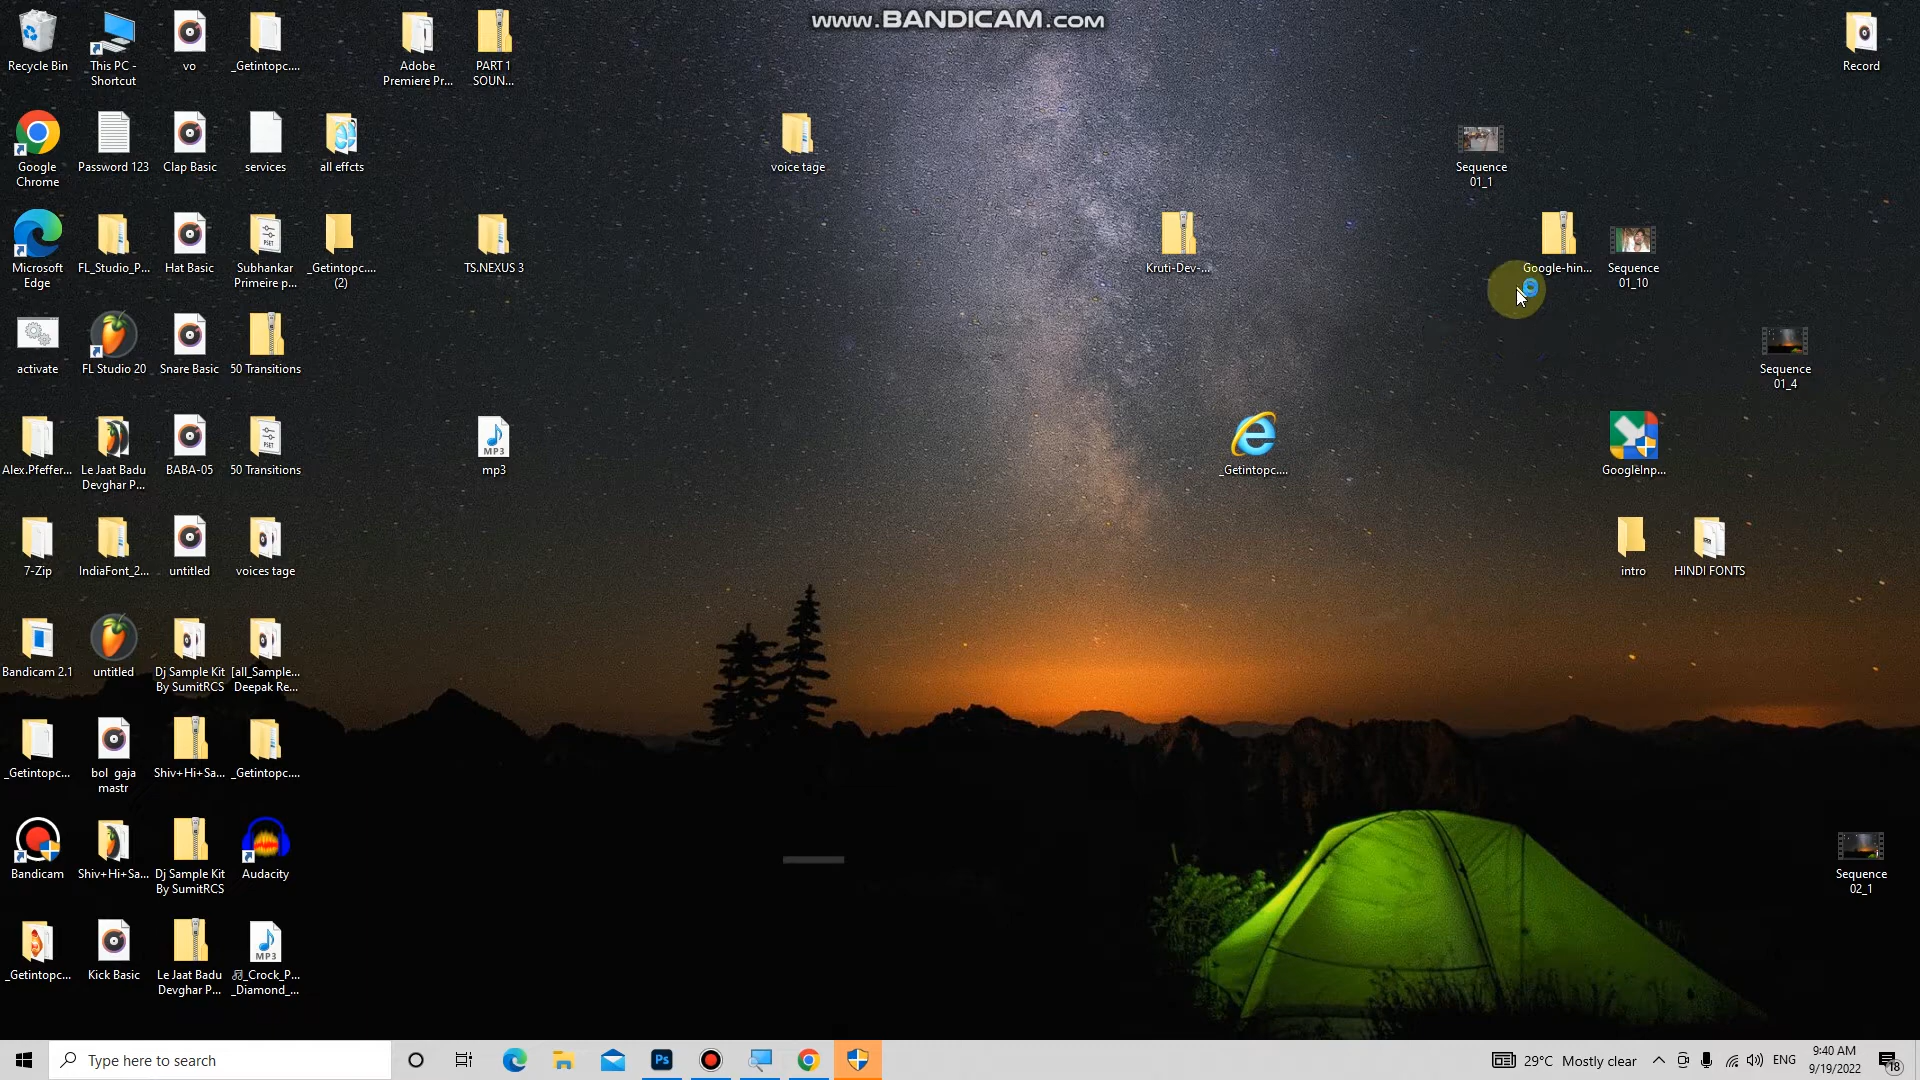 www.BANDICAM.com
Recycle Bin
This PC -
Shortcut
vo
_Getintopc....
Adobe
Premiere Pr...
PART 1
SOUN...
Record
Google
Chrome
Password 123
Clap Basic
services
all effcts
voice tage
Sequence
01_1
Microsoft
Edge
FL_Studio_P...
Hat Basic
Subhankar
Primeire p...
_Getintopc....
(2)
TS.NEXUS 3
Kruti-Dev-...
Google-hin...
Sequence
01_10
activate
FL Studio 20
Snare Basic
50 Transitions
Sequence
01_4
Alex.Pfeffer...
Le Jaat Badu
Devghar P...
BABA-05
50 Transitions
MP3
mp3
_Getintopc....
GoogleInp...
7-Zip
IndiaFont_2...
untitled
voices tage
intro
HINDI FONTS
Bandicam 2.1
untitled
Dj Sample Kit
By SumitRCS
[all_Sample...
Deepak Re...
_Getintopc...
bol gaja
mastr
Shiv+Hi+Sa...
_Getintopc....
Bandicam
Shiv+Hi+Sa...
Dj Sample Kit
By SumitRCS
Audacity
Sequence
02_1
_Getintopc...
Kick Basic
Le Jaat Badu
Devghar P...
MP3
🎵_Crock_P...
_Diamond_...
Type here to search
Ps
29°C Mostly clear
ENG
9:40 AM
9/19/2022
18